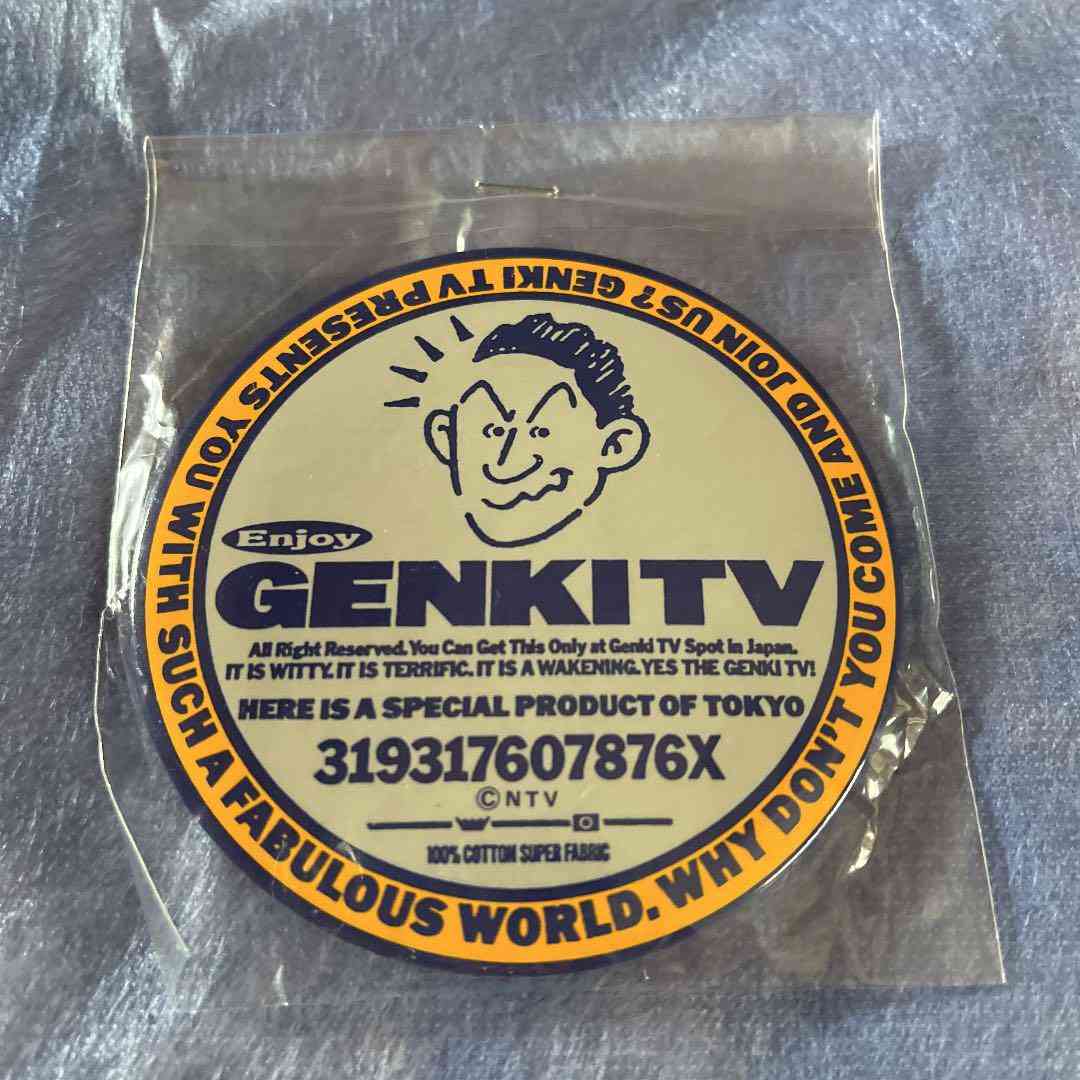 GENKI TV PRESENTS YOU WITH SUCH A FABULOUS WORLD. WHY DON'T YOU COME AND JOIN US?
Enjoy
GENKI TV
All Right Reserved. You Can Get This Only at Genki TV Spot in Japan.
IT IS WITTY. IT IS TERRIFIC. IT IS A WAKENING. YES THE GENKI TV!
HERE IS A SPECIAL PRODUCT OF TOKYO
319317607876X
©NTV
100% COTTON SUPER FABRIC